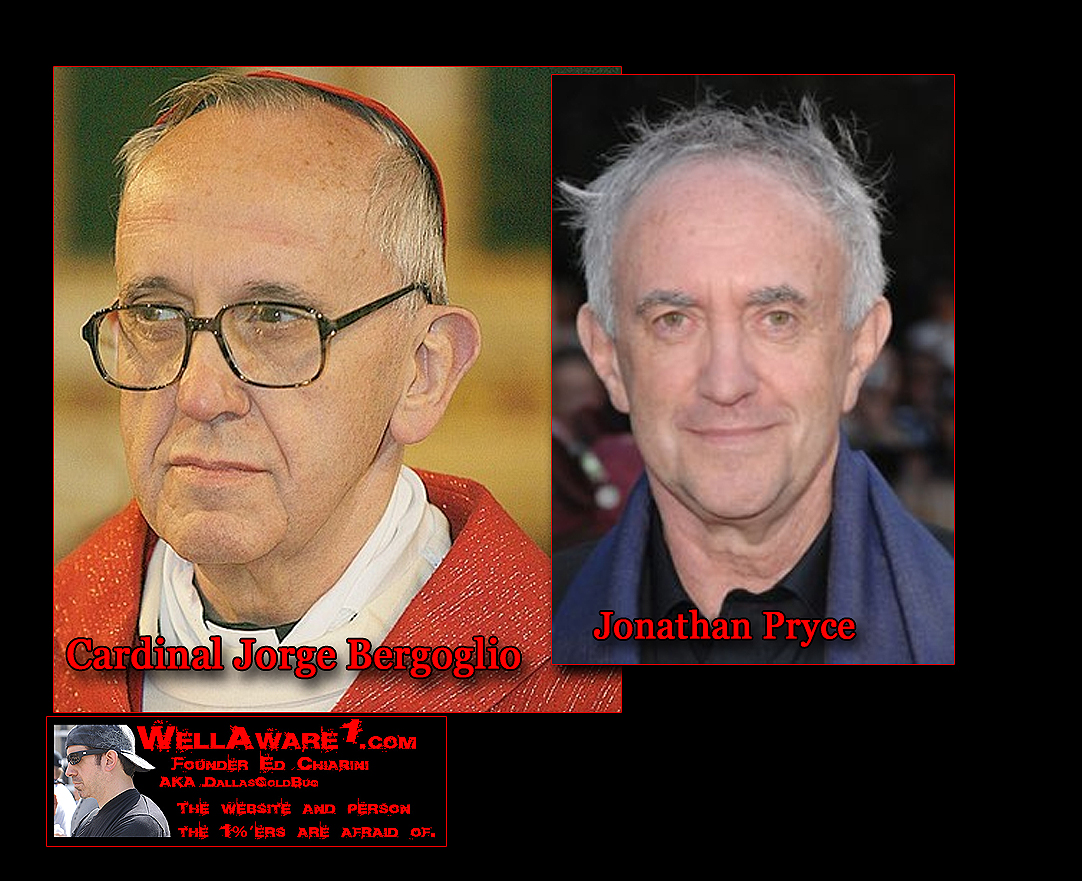 Cardinal Jorge Bergoglio
Jonathan Pryce
WellAware1.com
Founder Ed Chiarini
AKA DallasGoldBug
The website and person
the 1%'ers are afraid of.